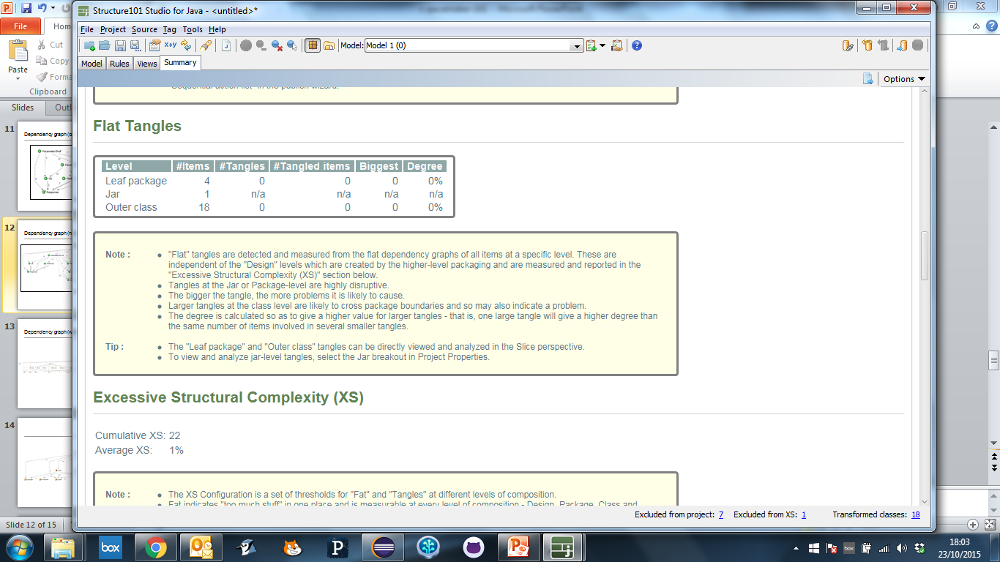 Structure101 Studio for Java - <untitled>*
File Project Source Tag Tools Help
Model: Model 1 (0)
Model Rules Views Summary
Options
"Sequential action list" in the publish wizard.
Flat Tangles
Level #Items #Tangles #Tangled items Biggest Degree
Leaf package 4 0 0 0 0%
Jar 1 n/a n/a n/a n/a
Outer class 18 0 0 0 0%
Note : • "Flat" tangles are detected and measured from the flat dependency graphs of all items at a specific level. These are
independent of the "Design" levels which are created by the higher-level packaging and are measured and reported in the
"Excessive Structural Complexity (XS)" section below.
• Tangles at the Jar or Package-level are highly disruptive.
• The bigger the tangle, the more problems it is likely to cause.
• Larger tangles at the class level are likely to cross package boundaries and so may also indicate a problem.
• The degree is calculated so as to give a higher value for larger tangles - that is, one large tangle will give a higher degree than
the same number of items involved in several smaller tangles.
Tip : • The "Leaf package" and "Outer class" tangles can be directly viewed and analyzed in the Slice perspective.
• To view and analyze jar-level tangles, select the Jar breakout in Project Properties.
Excessive Structural Complexity (XS)
Cumulative XS: 22
Average XS: 1%
Note : • The XS Configuration is a set of thresholds for "Fat" and "Tangles" at different levels of composition.
• Fat indicates "too much stuff" in one place and is measurable at every level of composition - Design, Package, Class and
Excluded from project: 7 Excluded from XS: 1 Transformed classes: 18
File
Cut
Copy
Paste
Clipboard
Slides
11
Dependency graph
12
Dependency graph
13
Dependency graph
14
Slide 12 of 15
box
18:03
23/10/2015